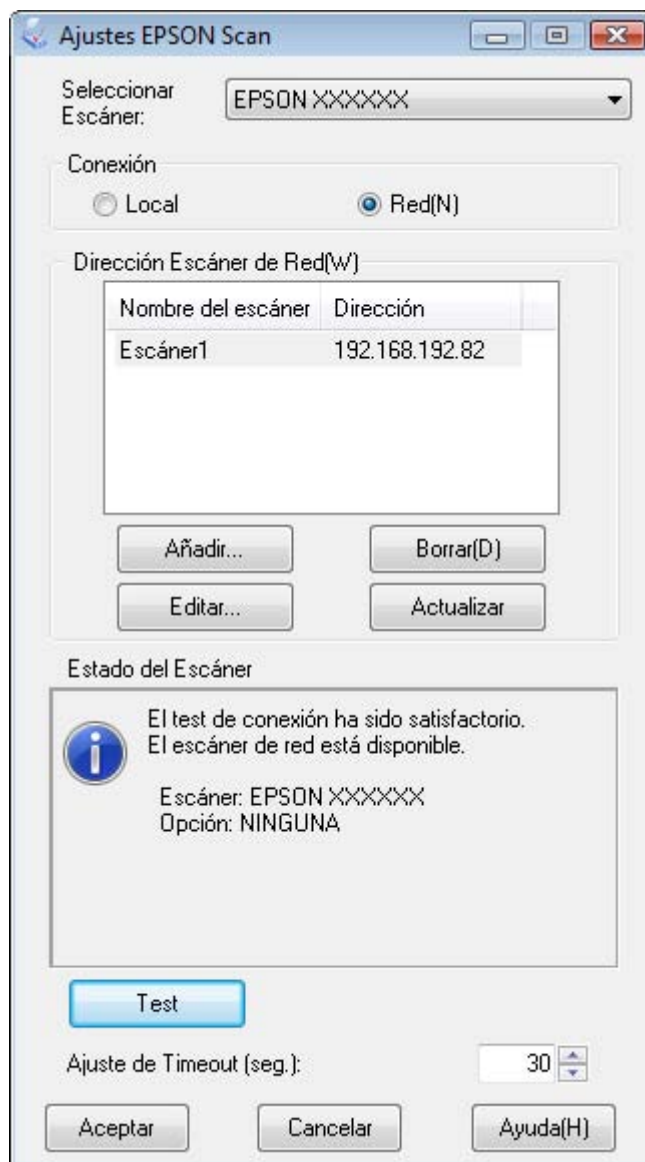 Ajustes EPSON Scan
Seleccionar
Escáner:
EPSON XXXXXX
Conexión
Local
Red(N)
Dirección Escáner de Red(W)
Nombre del escáner Dirección
Escáner1 192.168.192.82
Añadir... Borrar(D)
Editar... Actualizar
Estado del Escáner
El test de conexión ha sido satisfactorio.
El escáner de red está disponible.
Escáner: EPSON XXXXXX
Opción: NINGUNA
Test
Ajuste de Timeout (seg.): 30
Aceptar Cancelar Ayuda(H)